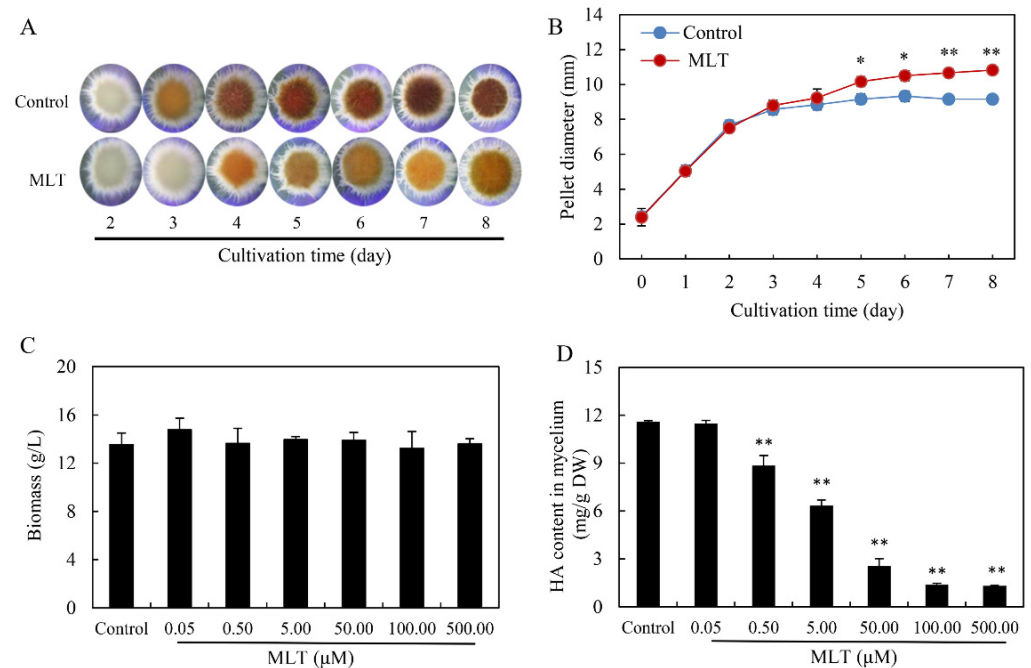 A
Control
MLT
2 3 4 5 6 7 8
Cultivation time (day)
B
Control
MLT
Pellet diameter (mm)
14
12
10
8
6
4
2
0
* * ** **
0 1 2 3 4 5 6 7 8
Cultivation time (day)
C
Biomass (g/L)
20
16
12
8
4
0
Control 0.05 0.50 5.00 50.00 100.00 500.00
MLT (μM)
D
HA content in mycelium
(mg/g DW)
15
12
9
6
3
0
** ** ** ** **
Control 0.05 0.50 5.00 50.00 100.00 500.00
MLT (μM)